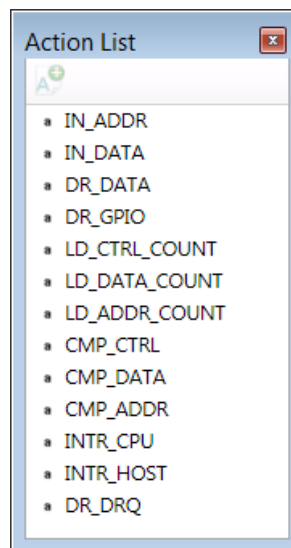 Action List
IN_ADDR
IN_DATA
DR_DATA
DR_GPIO
LD_CTRL_COUNT
LD_DATA_COUNT
LD_ADDR_COUNT
CMP_CTRL
CMP_DATA
CMP_ADDR
INTR_CPU
INTR_HOST
DR_DRQ